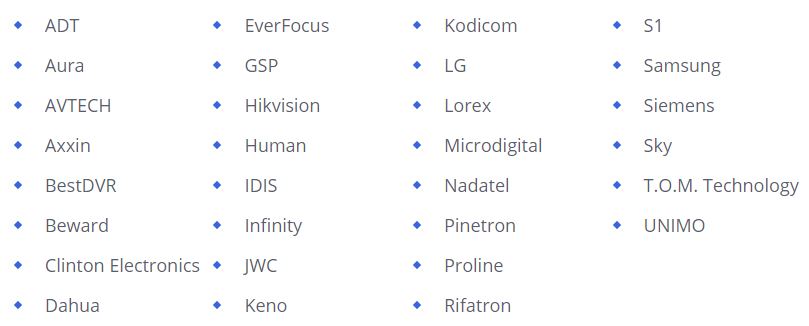 ADT
Aura
AVTECH
Axxin
BestDVR
Beward
Clinton Electronics
Dahua
EverFocus
GSP
Hikvision
Human
IDIS
Infinity
JWC
Keno
Kodicom
LG
Lorex
Microdigital
Nadatel
Pinetron
Proline
Rifatron
S1
Samsung
Siemens
Sky
T.O.M. Technology
UNIMO